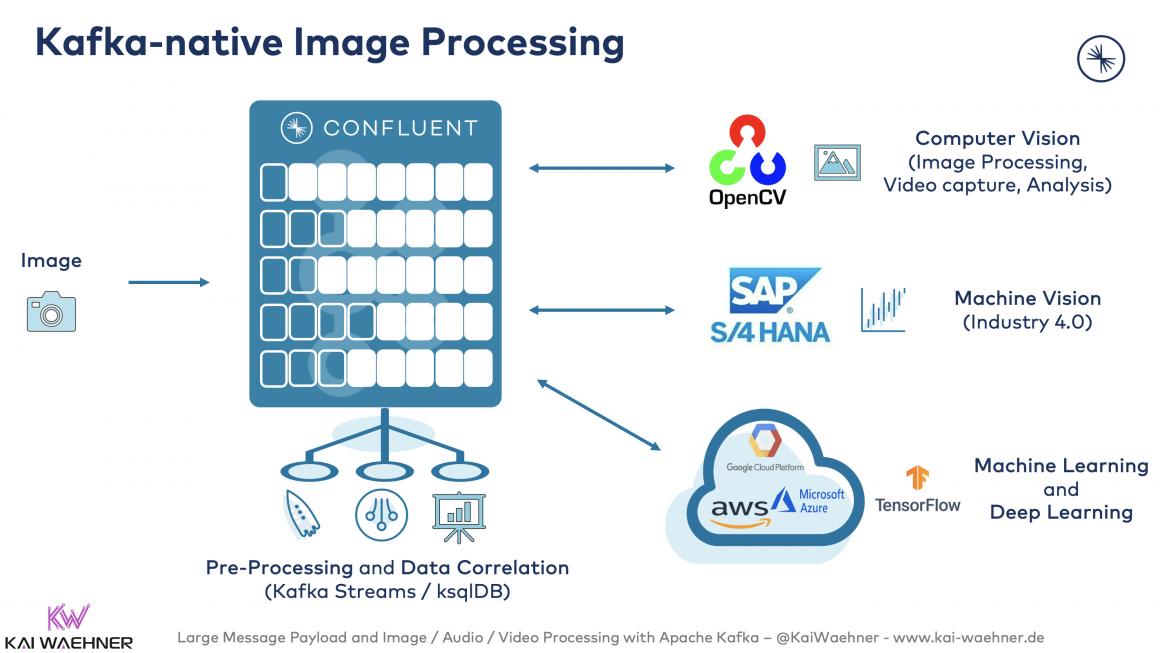 Kafka-native Image Processing
CONFLUENT
Image
OpenCV
Computer Vision
(Image Processing,
Video capture, Analysis)
SAP®
S/4 HANA
Machine Vision
(Industry 4.0)
Google Cloud Platform
aws
Microsoft
Azure
TensorFlow
Machine Learning
and
Deep Learning
Pre-Processing and Data Correlation
(Kafka Streams / ksqlDB)
KW
KAI WAEHNER
Large Message Payload and Image / Audio / Video Processing with Apache Kafka – @KaiWaehner - www.kai-waehner.de